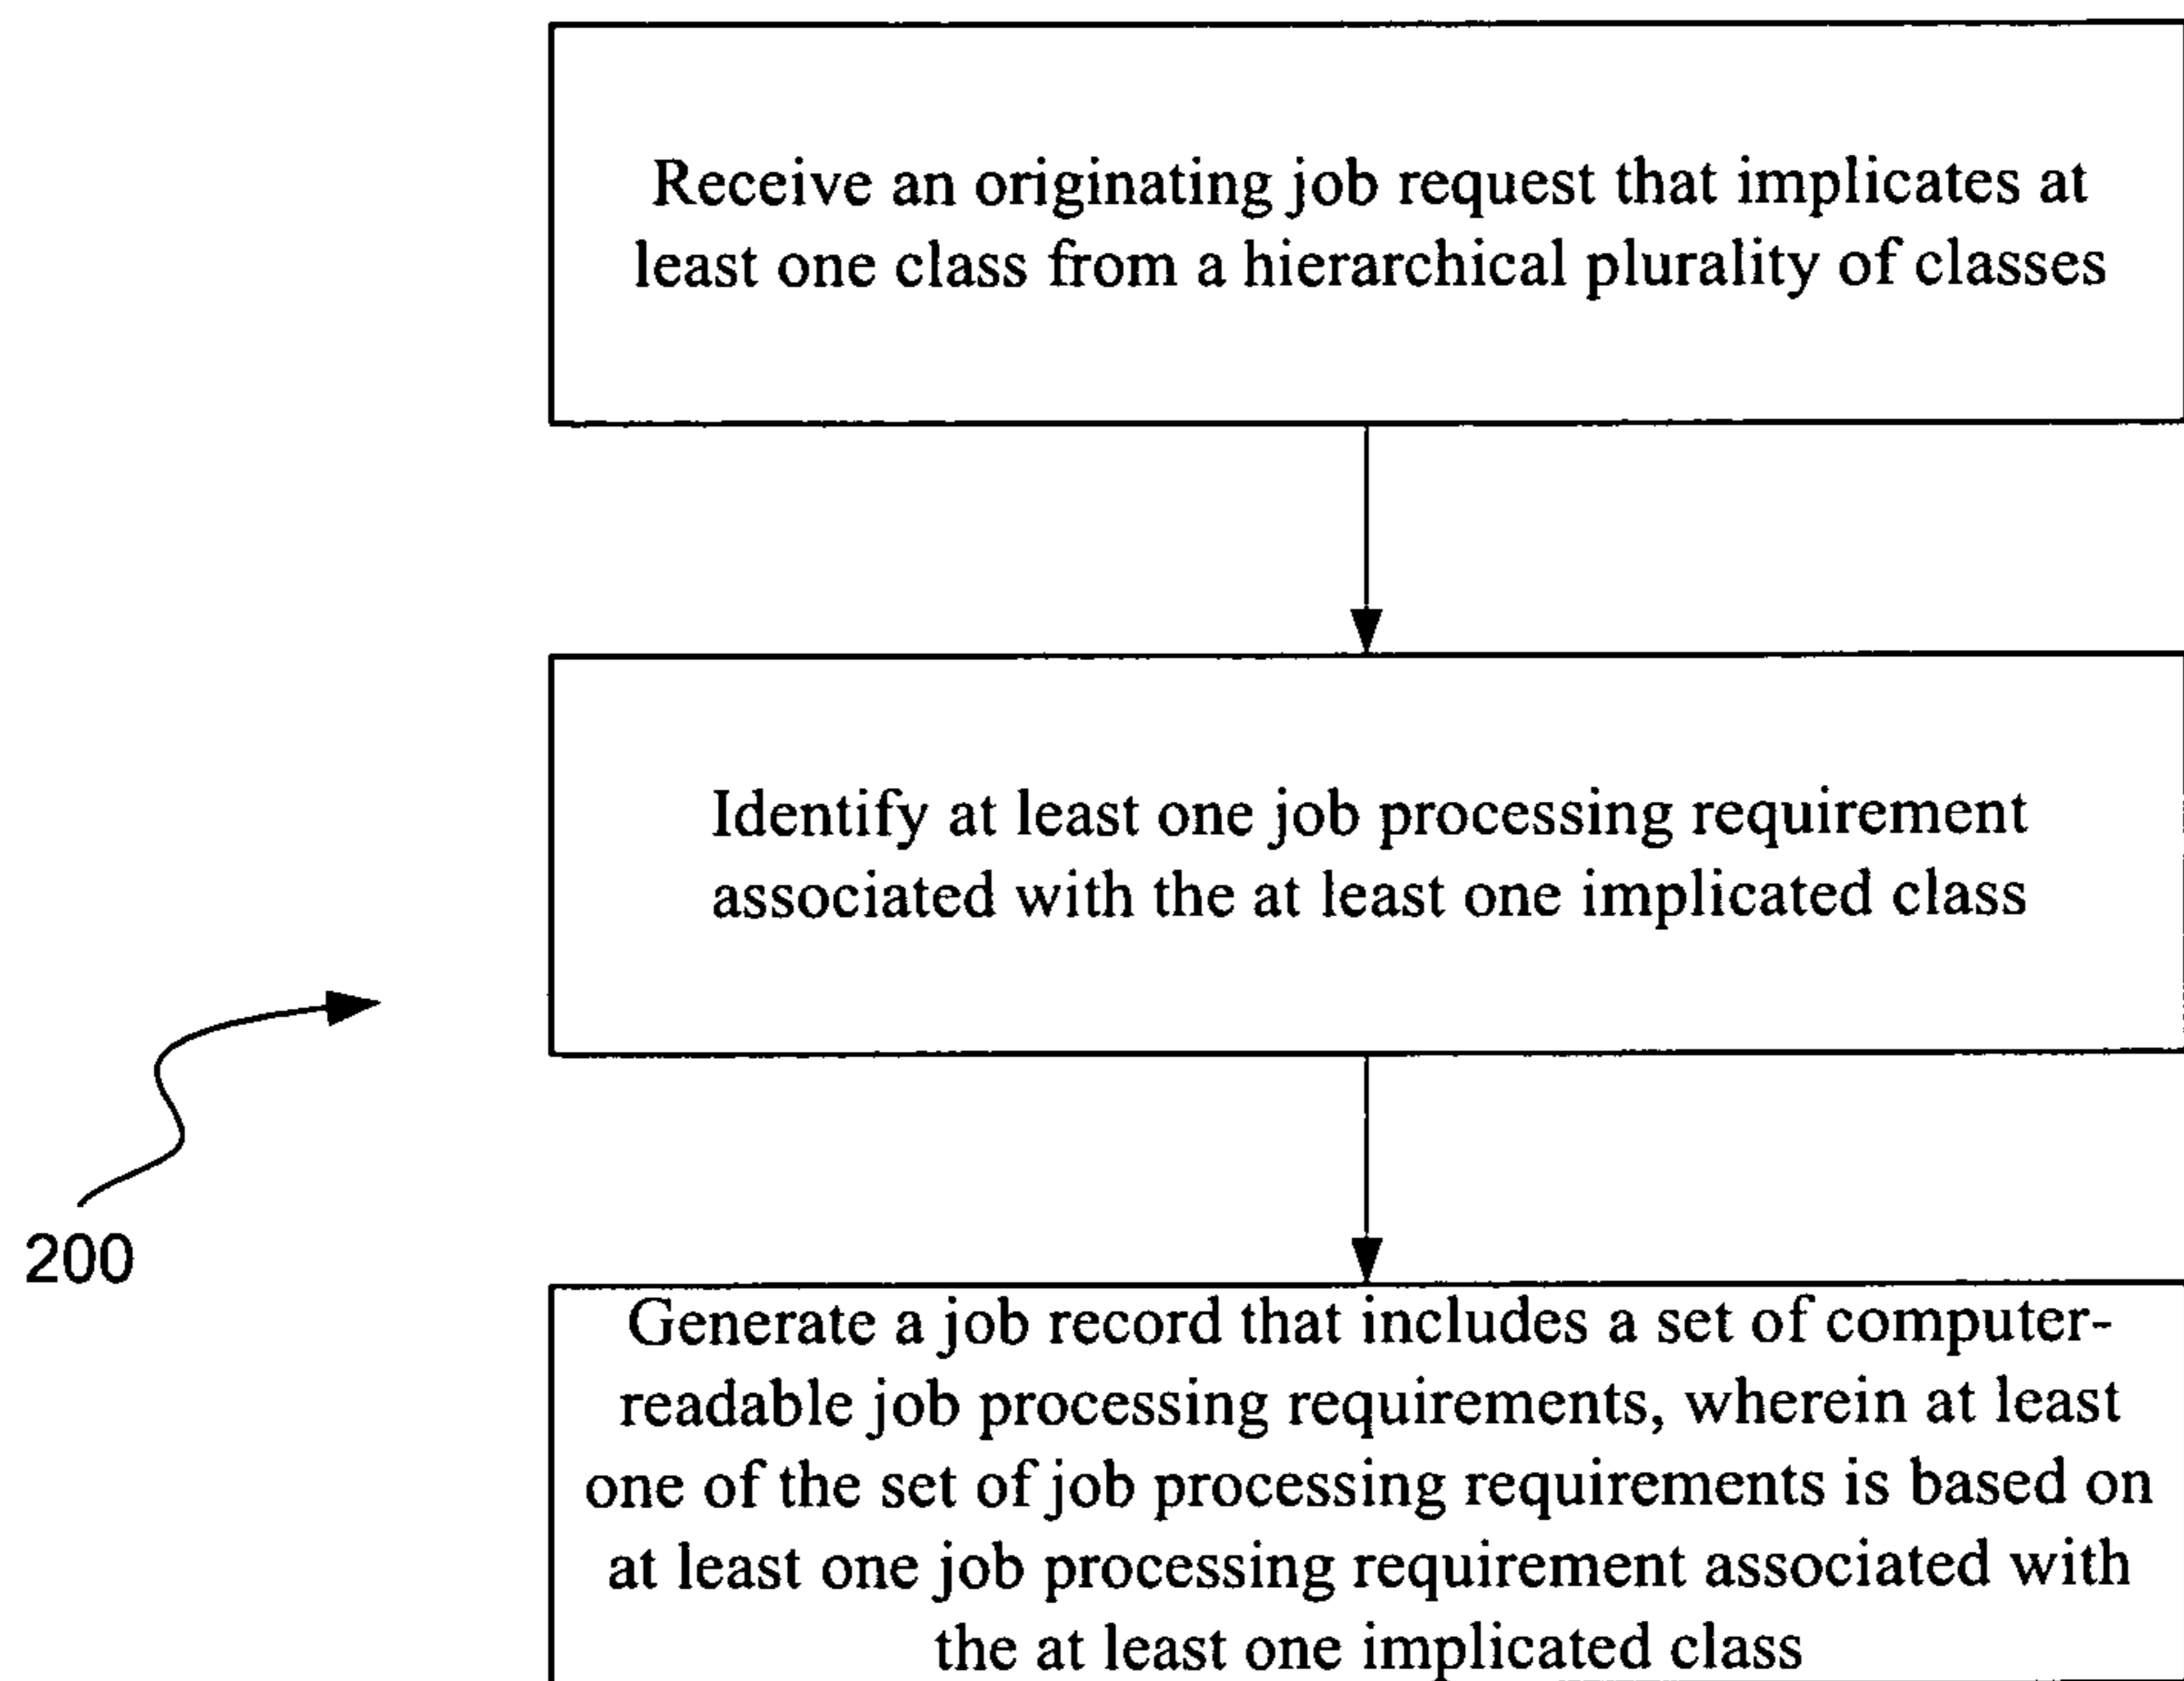 Receive an originating job request that implicates at
least one class from a hierarchical plurality of classes
Identify at least one job processing requirement
associated with the at least one implicated class
200
Generate a job record that includes a set of computer-
readable job processing requirements, wherein at least
one of the set of job processing requirements is based on
at least one job processing requirement associated with
the at least one implicated class